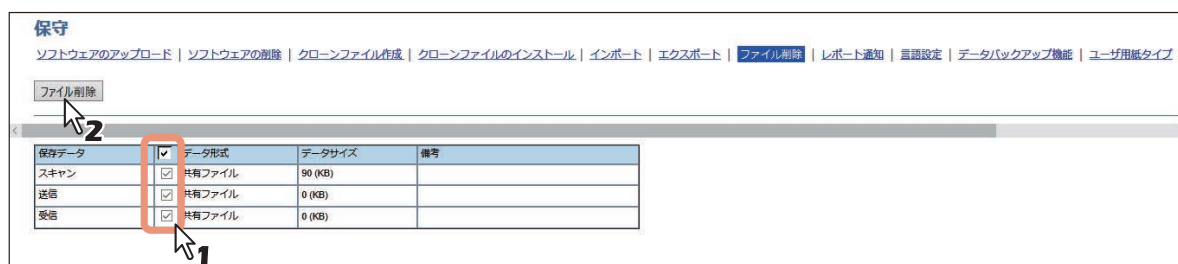 保守
ソフトウェアのアップロード | ソフトウェアの削除 | クローンファイル作成 | クローンファイルのインストール | インポート | エクスポート | ファイル削除 | レポート通知 | 言語設定 | データバックアップ機能 | ユーザ用紙タイプ
ファイル削除
2
保存データ データ形式 データサイズ 備考
スキャン 共有ファイル 90 (KB)
送信 共有ファイル 0 (KB)
受信 共有ファイル 0 (KB)
1